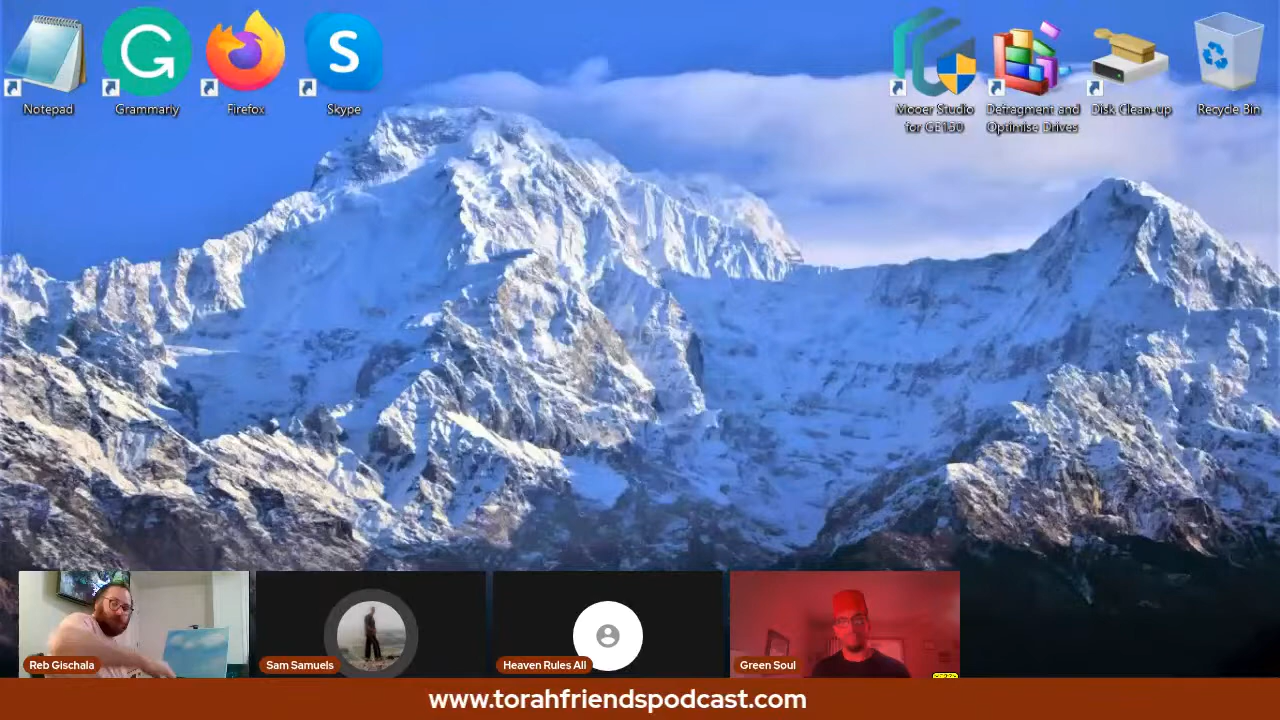 Notepad
Grammarly
Firefox
S
Skype
Mooer Studio
for GE150
Defragment and
Optimise Drives
Disk Clean-up
Recycle Bin
Reb Gischala
Sam Samuels
Heaven Rules All
Green Soul
www.torahfriendspodcast.com